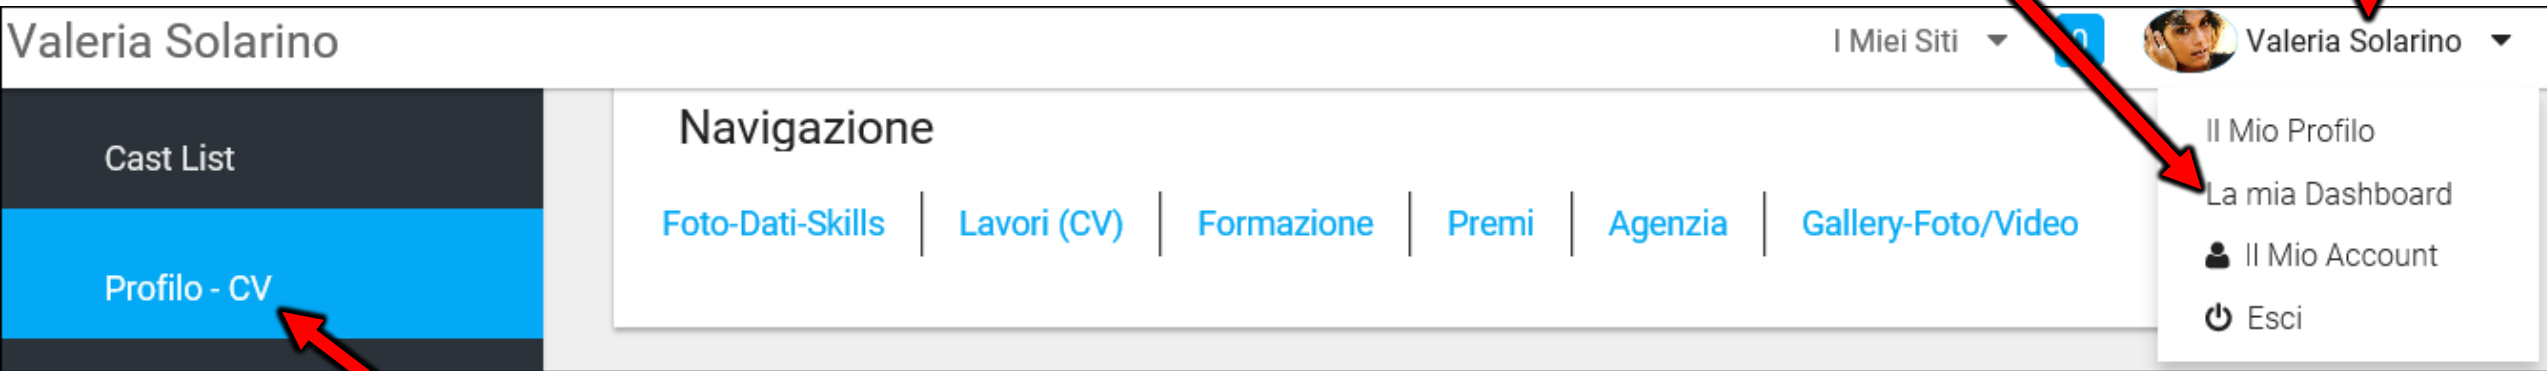 Valeria Solarino
I Miei Siti
0
Valeria Solarino
Cast List
Profilo - CV
Navigazione
Foto-Dati-Skills
Lavori (CV)
Formazione
Premi
Agenzia
Gallery-Foto/Video
Il Mio Profilo
La mia Dashboard
Il Mio Account
Esci